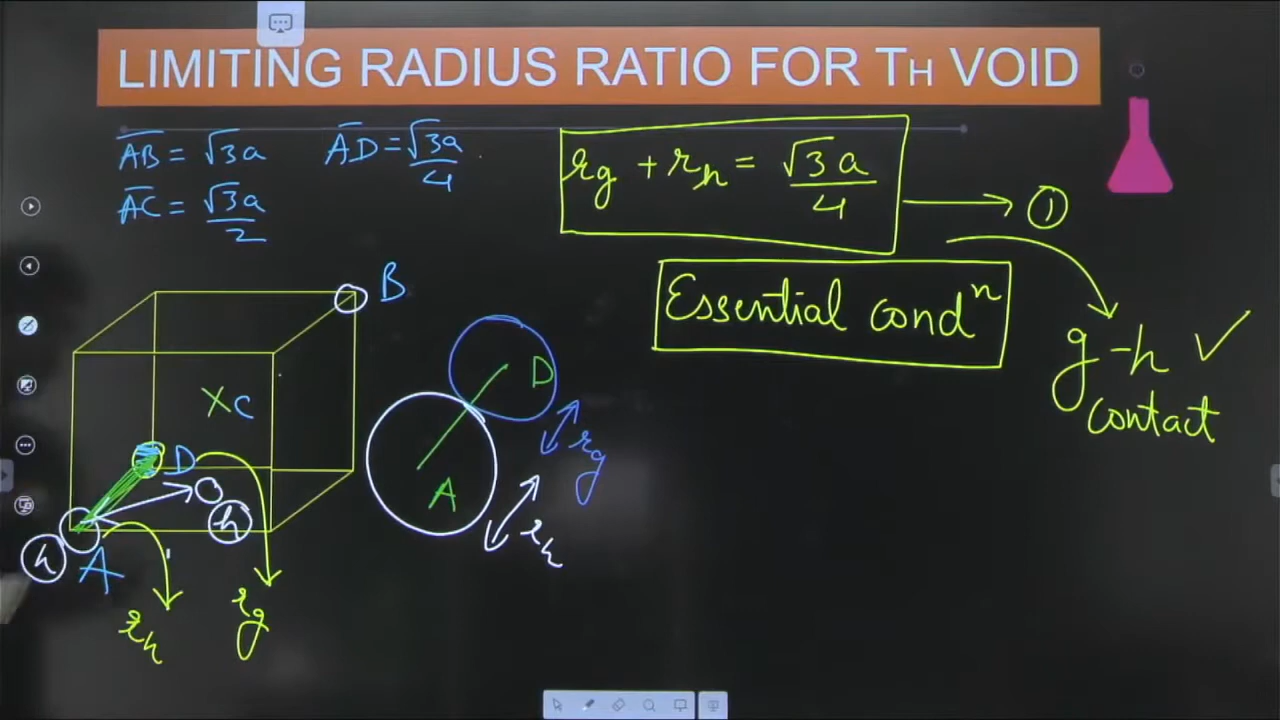 LIMITING RADIUS RATIO FOR TH VOID
AB = √3a
AD = √3a/4
AC = √3a/2
rg + rh = √3a/4 → ①
Essential condⁿ
g-h ✓
contact
B
X C
D
h
h
A
rh
rg
D
A
rg
rh